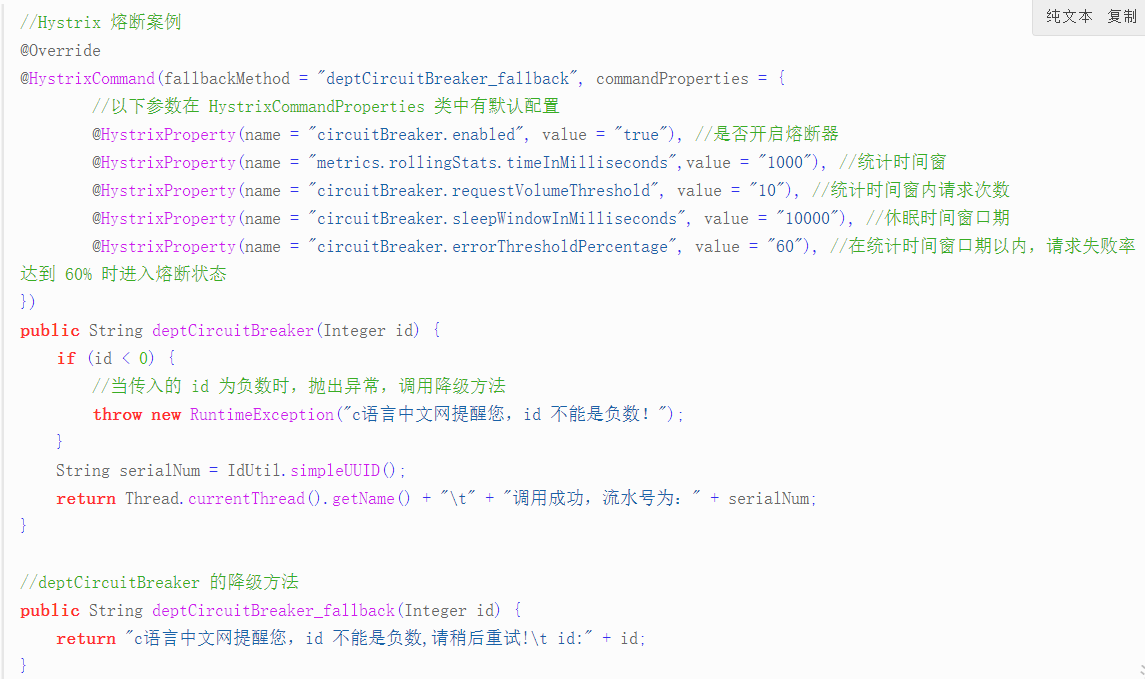 纯文本 复制
//Hystrix 熔断案例
@Override
@HystrixCommand(fallbackMethod = "deptCircuitBreaker_fallback", commandProperties = {
        //以下参数在 HystrixCommandProperties 类中有默认配置
        @HystrixProperty(name = "circuitBreaker.enabled", value = "true"), //是否开启熔断器
        @HystrixProperty(name = "metrics.rollingStats.timeInMilliseconds",value = "1000"), //统计时间窗
        @HystrixProperty(name = "circuitBreaker.requestVolumeThreshold", value = "10"), //统计时间窗内请求次数
        @HystrixProperty(name = "circuitBreaker.sleepWindowInMilliseconds", value = "10000"), //休眠时间窗口期
        @HystrixProperty(name = "circuitBreaker.errorThresholdPercentage", value = "60"), //在统计时间窗口期以内，请求失败率
达到 60% 时进入熔断状态
})
public String deptCircuitBreaker(Integer id) {
    if (id < 0) {
        //当传入的 id 为负数时，抛出异常，调用降级方法
        throw new RuntimeException("c语言中文网提醒您，id 不能是负数！");
    }
    String serialNum = IdUtil.simpleUUID();
    return Thread.currentThread().getName() + "\t" + "调用成功，流水号为：" + serialNum;
}

//deptCircuitBreaker 的降级方法
public String deptCircuitBreaker_fallback(Integer id) {
    return "c语言中文网提醒您，id 不能是负数,请稍后重试!\t id:" + id;
}